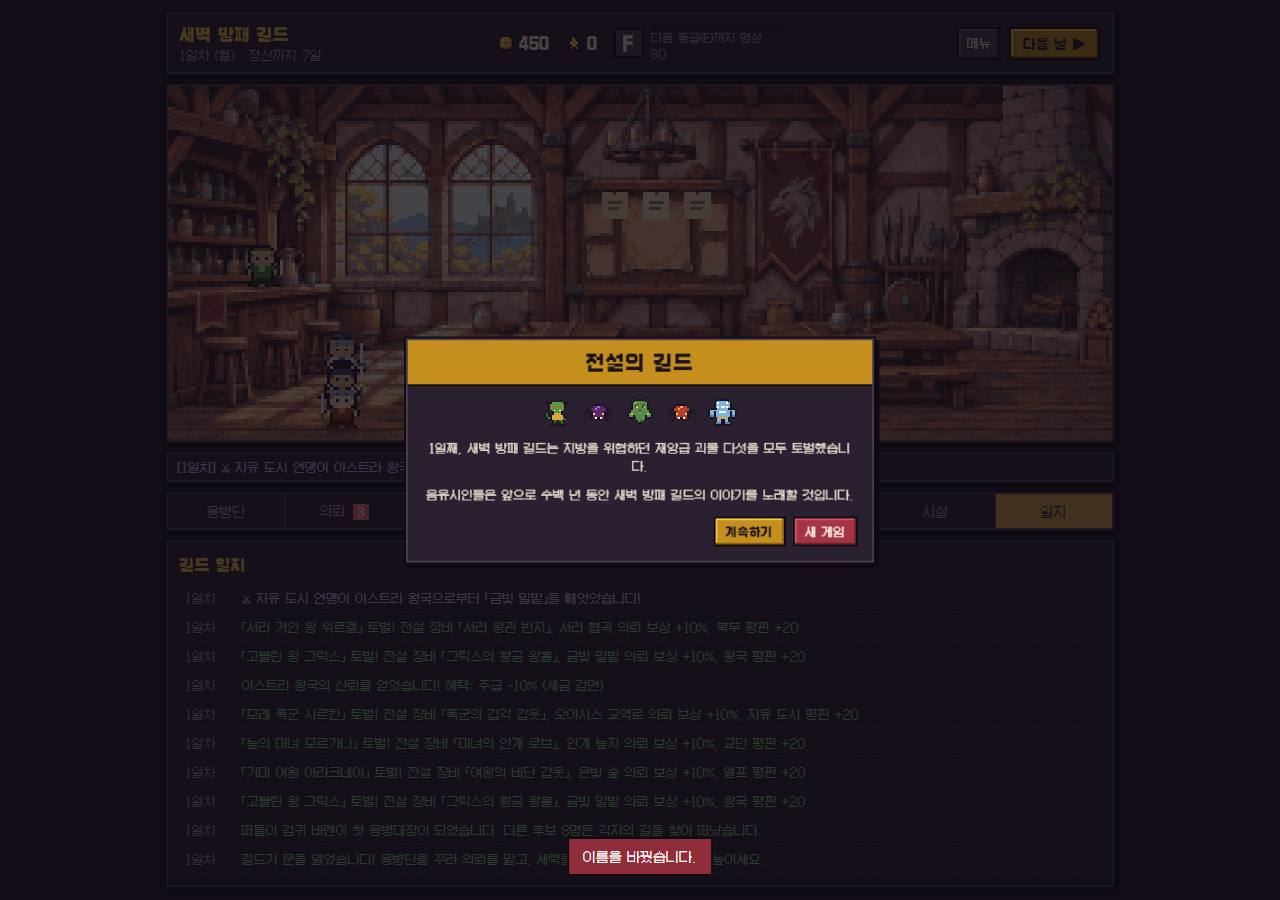 새벽 방패 길드
1일차 (월) · 정산까지 7일
450
0
F
다음 등급(E)까지 명성
80
메뉴
다음 날 ▶
전설의 길드
1일째, 새벽 방패 길드는 지방을 위협하던 재앙급 괴물 다섯을 모두 토벌했습니
다.
음유시인들은 앞으로 수백 년 동안 새벽 방패 길드의 이야기를 노래할 것입니다.
계속하기
새 게임
[1일차] ⚔ 자유 도시 연맹이 아스트라
용병단
의뢰 3
시설
일지
길드 일지
1일차 ⚔ 자유 도시 연맹이 아스트라 왕국으로부터 「금빛 밀밭」을 빼앗았습니다!
1일차 「서리 거인 왕 위르겔」 토벌! 전설 장비 「서리 왕관 반지」, 서리 협곡 의뢰 보상 +10%, 북부 평판 +20
1일차 「고블린 왕 그릭스」 토벌! 전설 장비 「그릭스의 황금 왕홀」, 금빛 밀밭 의뢰 보상 +10%, 왕국 평판 +20
1일차 아스트라 왕국의 신뢰를 얻었습니다! 혜택: 주급 -10% (세금 감면)
1일차 「모래 폭군 사르칸」 토벌! 전설 장비 「폭군의 갑각 갑옷」, 오아시스 교역로 의뢰 보상 +10%, 자유 도시 평판 +20
1일차 「늪의 마녀 모르가나」 토벌! 전설 장비 「마녀의 안개 로브」, 안개 늪지 의뢰 보상 +10%, 교단 평판 +20
1일차 「거미 여왕 아라크네아」 토벌! 전설 장비 「여왕의 비단 갑옷」, 은빛 숲 의뢰 보상 +10%, 엘프 평판 +20
1일차 「고블린 왕 그릭스」 토벌! 전설 장비 「그릭스의 황금 왕홀」, 금빛 밀밭 의뢰 보상 +10%, 왕국 평판 +20
1일차 떠돌이 검귀 바렌이 첫 용병대장이 되었습니다. 다른 후보 8명은 각자의 길을 찾아 떠났습니다.
1일차 길드가 문을 열었습니다! 용병단을 꾸려 의뢰를 맡고, 세력 높이세요.
이름을 바꿨습니다.